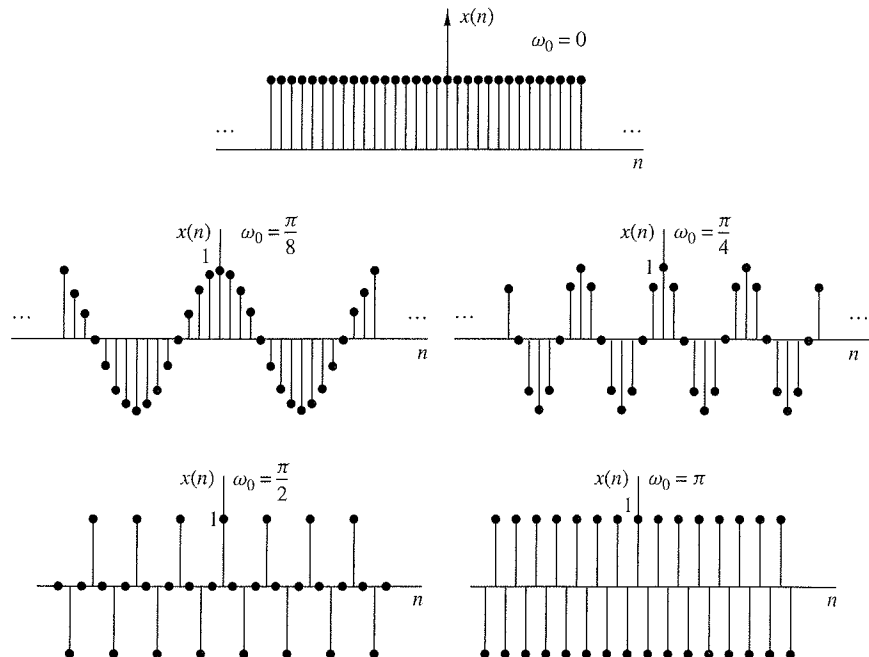 x(n)
ω₀ = 0
... ...
n
x(n) ω₀ = π/8
1
... ...
n
x(n) ω₀ = π/4
1
... ...
n
x(n) ω₀ = π/2
1
n
x(n) ω₀ = π
1
n